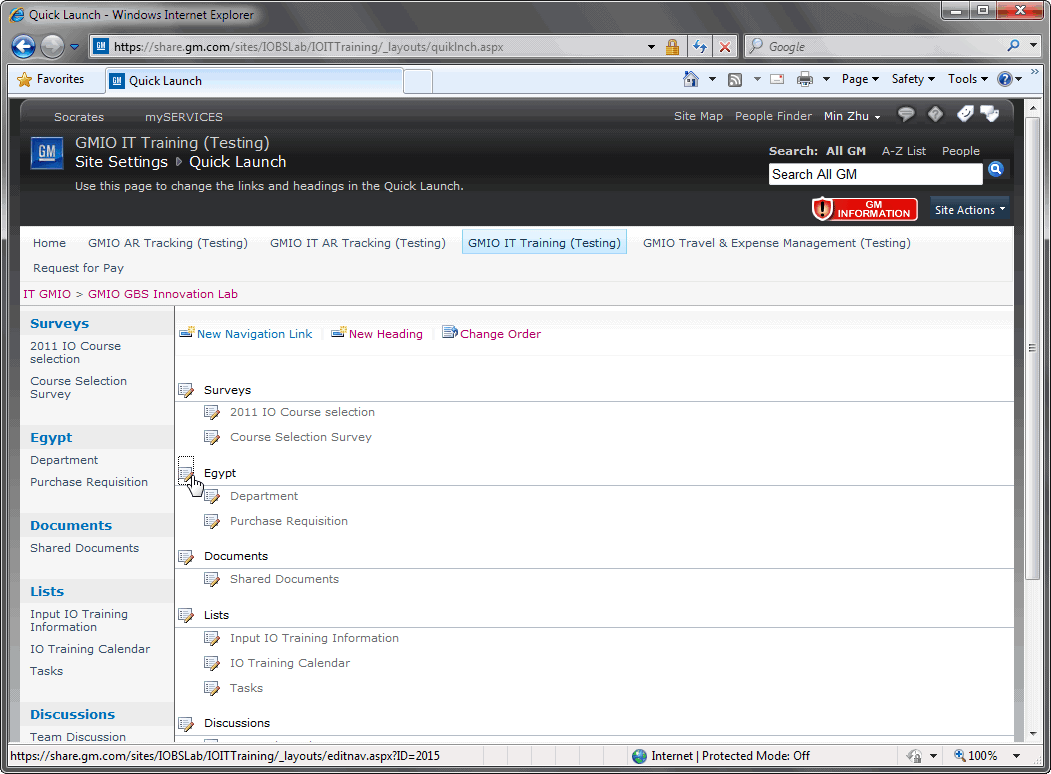 Quick Launch - Windows Internet Explorer
https://share.gm.com/sites/IOBSLab/IOITTraining/_layouts/quiklnch.aspx
Google
Favorites
GM Quick Launch
Page
Safety
Tools
Socrates
mySERVICES
Site Map
People Finder
Min Zhu
GM
GMIO IT Training (Testing)
Site Settings
Quick Launch
Use this page to change the links and headings in the Quick Launch.
Search: All GM A-Z List People
Search All GM
GM
INFORMATION
Site Actions
Home
GMIO AR Tracking (Testing)
GMIO IT AR Tracking (Testing)
GMIO IT Training (Testing)
GMIO Travel & Expense Management (Testing)
Request for Pay
IT GMIO > GMIO GBS Innovation Lab
Surveys
2011 IO Course
selection
Course Selection
Survey
Egypt
Department
Purchase Requisition
Documents
Shared Documents
Lists
Input IO Training
Information
IO Training Calendar
Tasks
Discussions
Team Discussion
New Navigation Link
New Heading
Change Order
Surveys
2011 IO Course selection
Course Selection Survey
Egypt
Department
Purchase Requisition
Documents
Shared Documents
Lists
Input IO Training Information
IO Training Calendar
Tasks
Discussions
https://share.gm.com/sites/IOBSLab/IOITTraining/_layouts/editnav.aspx?ID=2015
Internet | Protected Mode: Off
100%